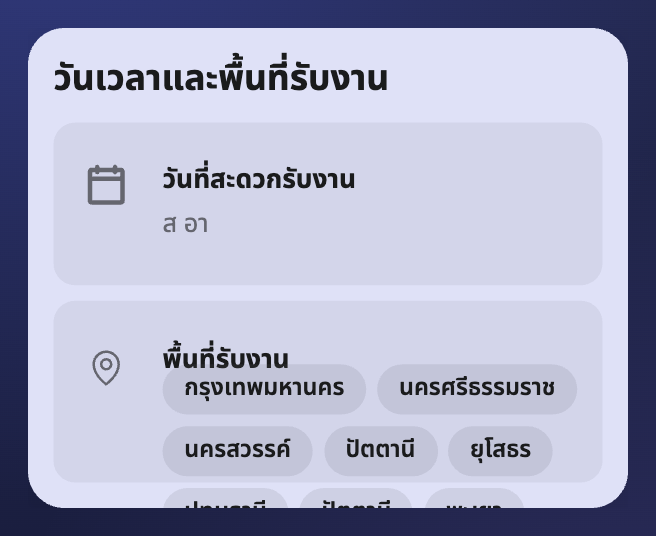 วันเวลาและพื้นที่รับงาน
วันที่สะดวกรับงาน
ส อา
พื้นที่รับงาน
กรุงเทพมหานคร นครศรีธรรมราช
นครสวรรค์ ปัตตานี ยโสธร